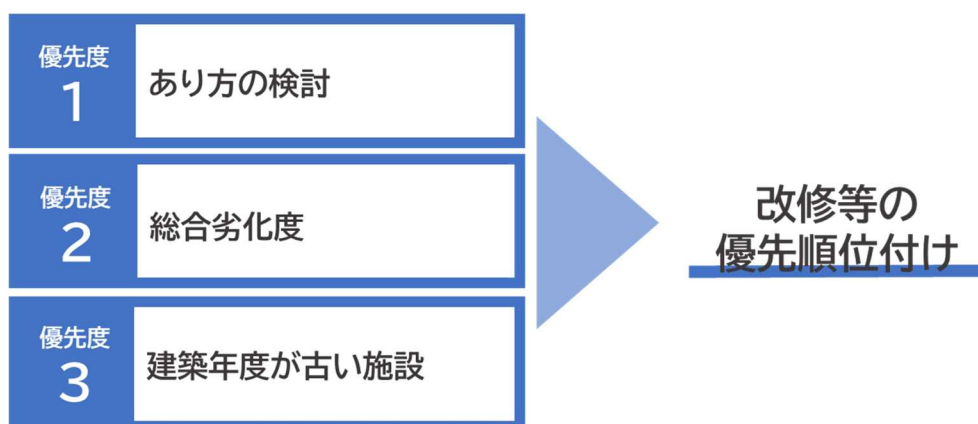 優先度
1
あり方の検討
優先度
2
総合劣化度
優先度
3
建築年度が古い施設
改修等の
優先順位付け